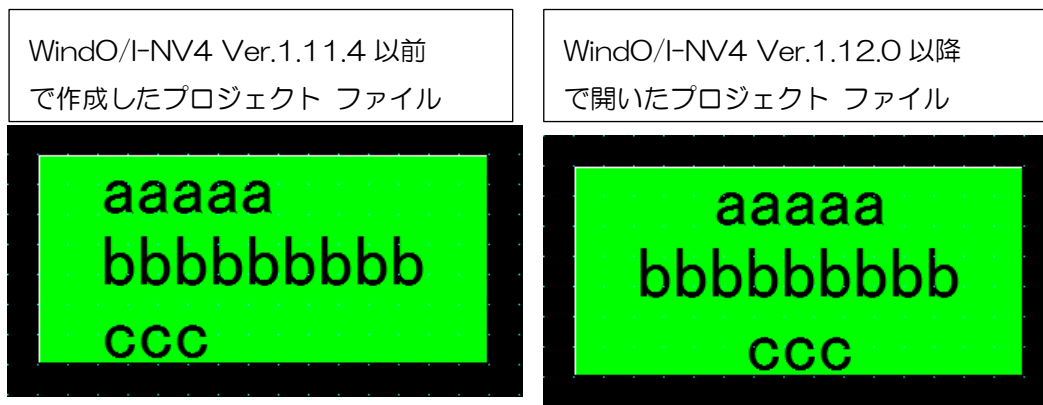 WindO/I-NV4 Ver.1.11.4 以前
で作成したプロジェクト ファイル
aaaaa
bbbbbbbbb
ccc
WindO/I-NV4 Ver.1.12.0 以降
で開いたプロジェクト ファイル
aaaaa
bbbbbbbbb
ccc